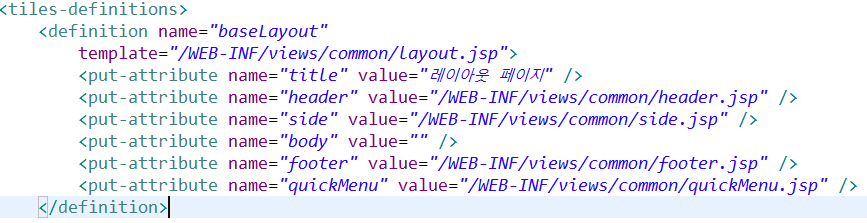 <tiles-definitions>
<definition name="baseLayout"
template="/WEB-INF/views/common/layout.jsp">
<put-attribute name="title" value="레이아웃 페이지" />
<put-attribute name="header" value="/WEB-INF/views/common/header.jsp" />
<put-attribute name="side" value="/WEB-INF/views/common/side.jsp" />
<put-attribute name="body" value="" />
<put-attribute name="footer" value="/WEB-INF/views/common/footer.jsp" />
<put-attribute name="quickMenu" value="/WEB-INF/views/common/quickMenu.jsp" />
</definition>